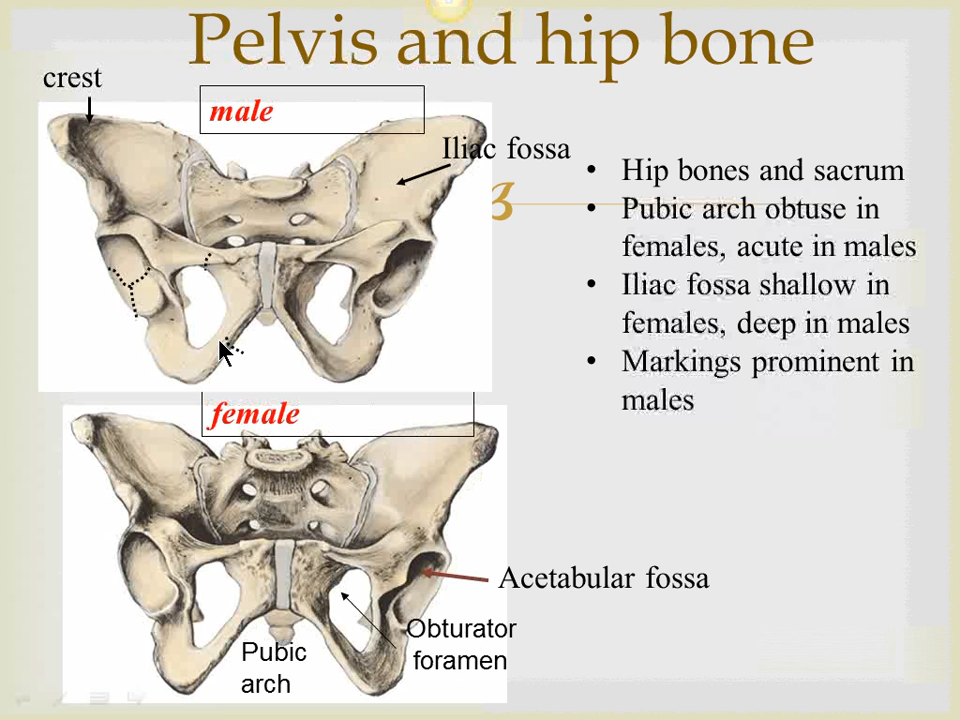 Pelvis and hip bone
crest
male
Iliac fossa
• Hip bones and sacrum
• Pubic arch obtuse in
females, acute in males
• Iliac fossa shallow in
females, deep in males
• Markings prominent in
males
female
Acetabular fossa
Obturator
foramen
Pubic
arch